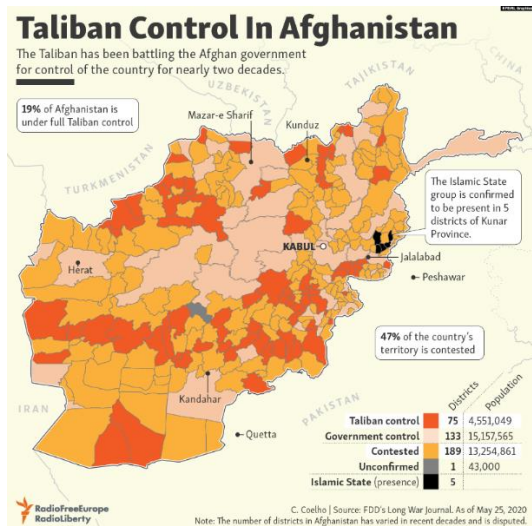 Taliban Control In Afghanistan
The Taliban has been battling the Afghan government
for control of the country for nearly two decades.
19% of Afghanistan is
under full Taliban control
UZBEKISTAN
TAJIKISTAN
CHINA
Mazar-e Sharif
Kunduz
TURKMENISTAN
The Islamic State
group is confirmed
to be present in 5
districts of Kunar
Province.
KABUL
Herat
Jalalabad
Peshawar
47% of the country's
territory is contested
Kandahar
IRAN
PAKISTAN
Quetta
Districts Population
Taliban control 75 4,551,049
Government control 133 15,157,565
Contested 189 13,254,861
Unconfirmed 1 43,000
Islamic State (presence) 5
RadioFreeEurope
RadioLiberty
C. Coelho | Source: FDD's Long War Journal. As of May 25, 2020
Note: The number of districts in Afghanistan has varied in recent decades and is disputed.